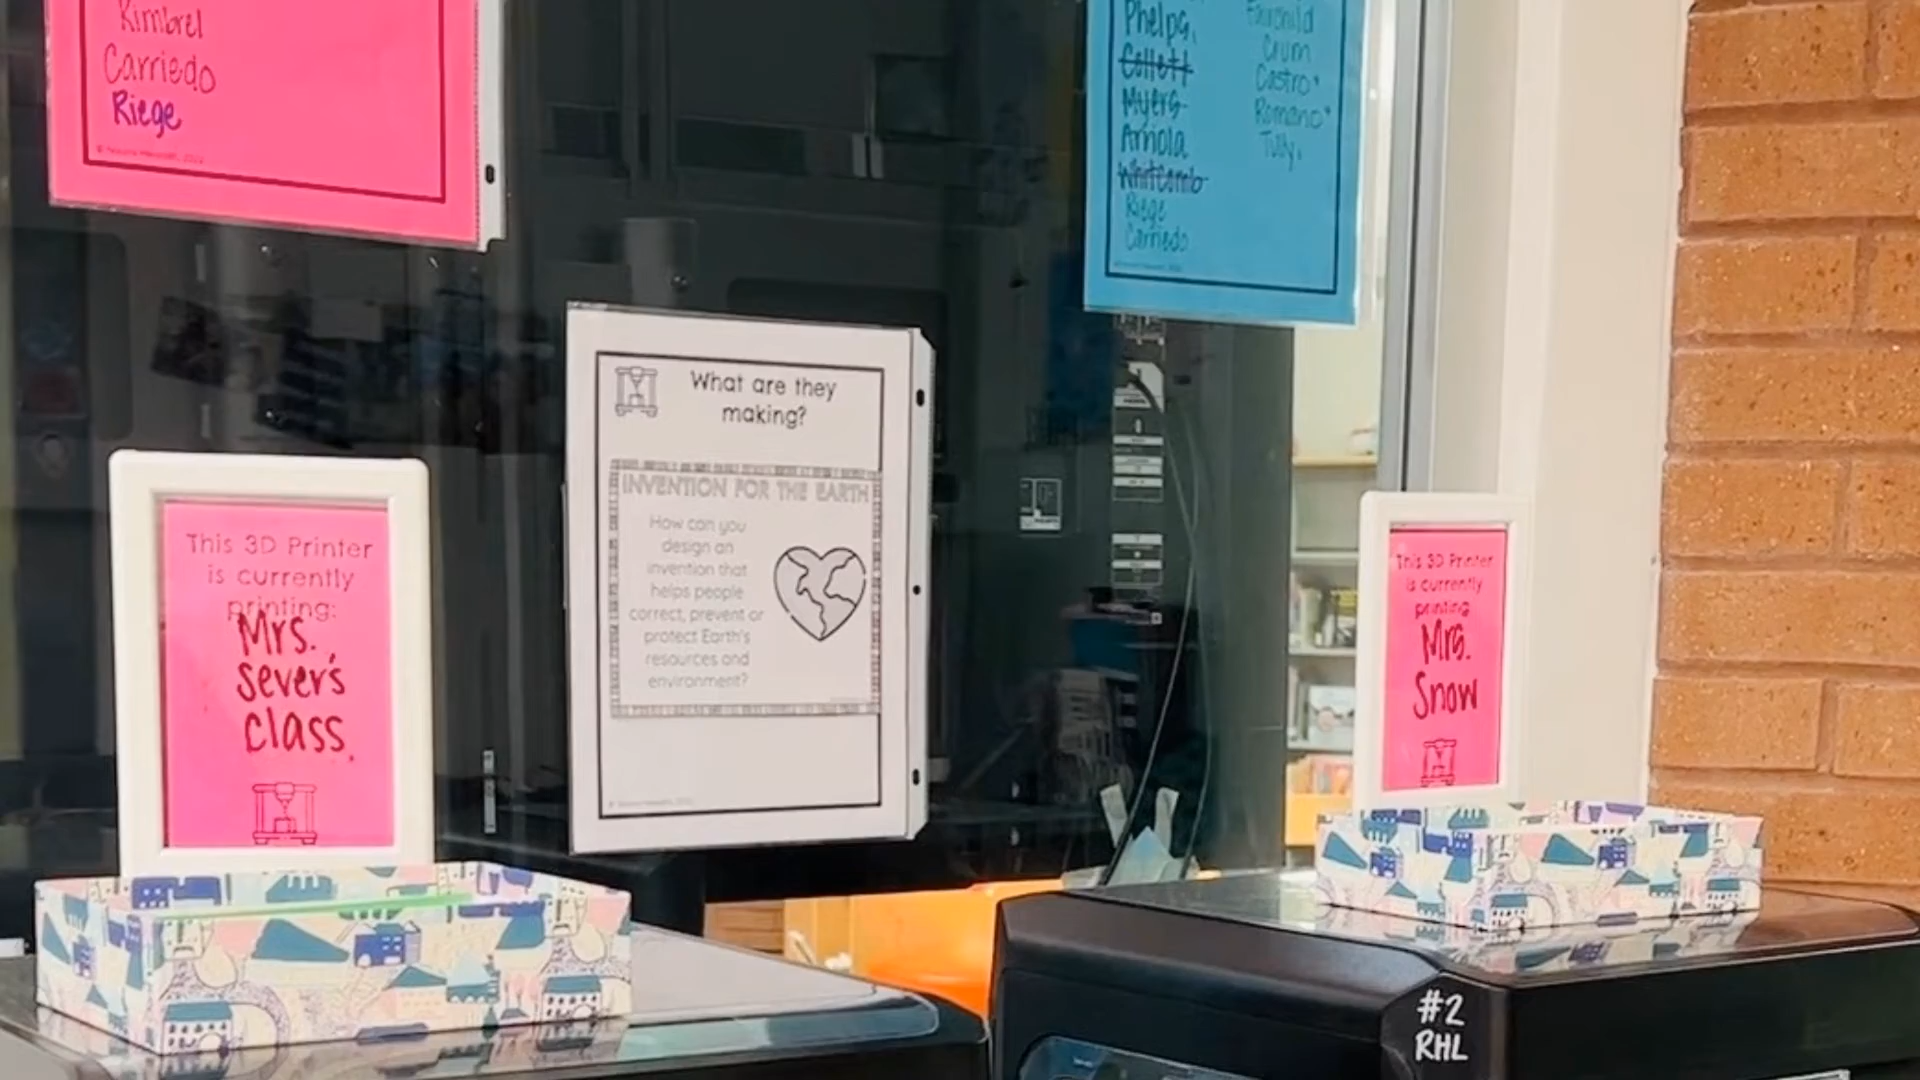 Kimbrel
Carriedo
Riege
Phelps,
Collett
Myers
Arnold
Whitcomb
Riege
Carriedo
Fairchild
Crum
Castro*
Romano*
Tully,
What are they
making?
INVENTION FOR THE EARTH
How can you
design an
invention that
helps people
correct, prevent or
protect Earth's
resources and
environment?
This 3D Printer
is currently
printing:
Mrs.
Sever's
class.
This 3D Printer
is currently
printing:
Mrs.
Snow
#2
RHL